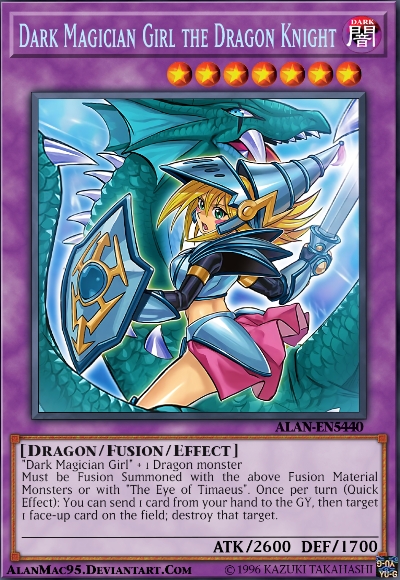 DARK MAGICIAN GIRL THE DRAGON KNIGHT
DARK
闇
ALAN-EN5440
[DRAGON/FUSION/EFFECT]
"Dark Magician Girl" + 1 Dragon monster
Must be Fusion Summoned with the above Fusion Material
Monsters or with "The Eye of Timaeus". Once per turn (Quick
Effect): You can send 1 card from your hand to the GY, then target
1 face-up card on the field; destroy that target.
ATK/2600 DEF/1700
ALANMAC95.DEVIANTART.COM
©1996 KAZUKI TAKAHASHI